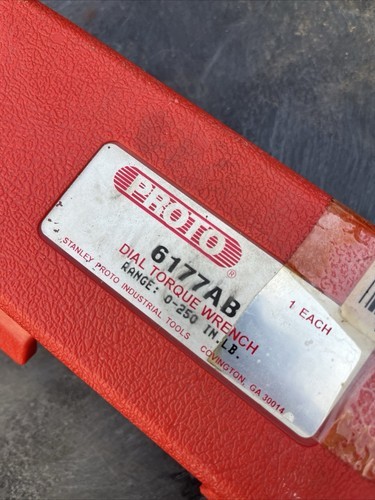 PROTO®
6177AB
DIAL TORQUE WRENCH
RANGE: 0-250 IN.LB.
1 EACH
STANLEY PROTO INDUSTRIAL TOOLS COVINGTON, GA 30014